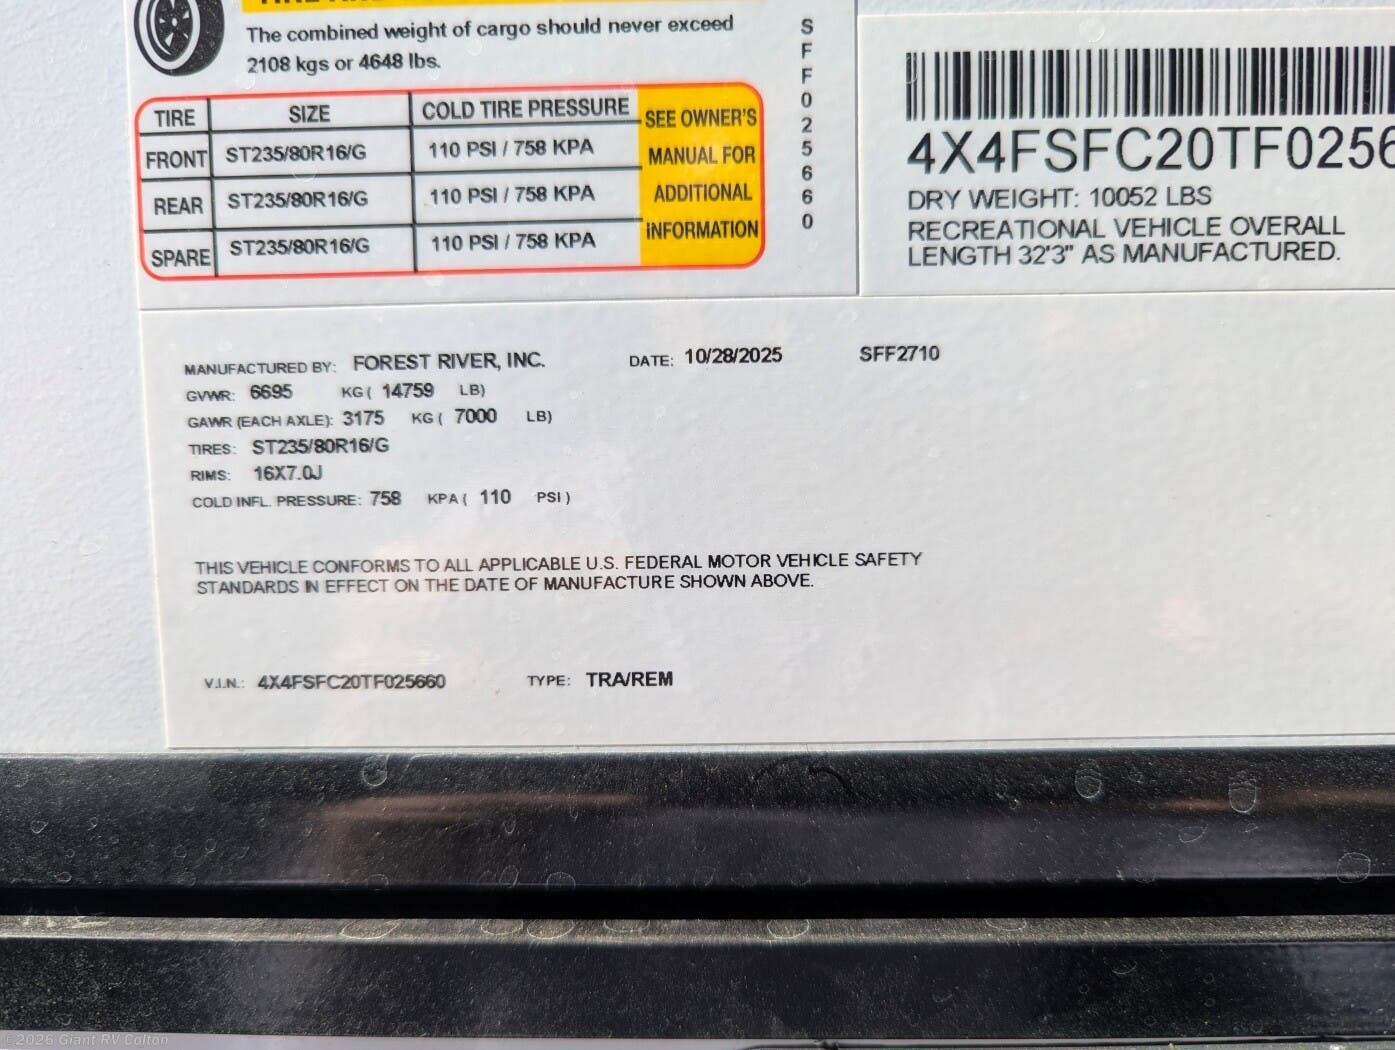 The combined weight of cargo should never exceed
2108 kgs or 4648 lbs.
TIRE SIZE COLD TIRE PRESSURE SEE OWNER'S MANUAL FOR ADDITIONAL INFORMATION
FRONT ST235/80R16/G 110 PSI / 758 KPA
REAR ST235/80R16/G 110 PSI / 758 KPA
SPARE ST235/80R16/G 110 PSI / 758 KPA
SFF025660
4X4FSFC20TF0256
DRY WEIGHT: 10052 LBS
RECREATIONAL VEHICLE OVERALL
LENGTH 32'3" AS MANUFACTURED.
MANUFACTURED BY: FOREST RIVER, INC. DATE: 10/28/2025 SFF2710
GVWR: 6695 KG ( 14759 LB)
GAWR (EACH AXLE): 3175 KG ( 7000 LB)
TIRES: ST235/80R16/G
RIMS: 16X7.0J
COLD INFL. PRESSURE: 758 KPA ( 110 PSI )
THIS VEHICLE CONFORMS TO ALL APPLICABLE U.S. FEDERAL MOTOR VEHICLE SAFETY
STANDARDS IN EFFECT ON THE DATE OF MANUFACTURE SHOWN ABOVE.
V.I.N.: 4X4FSFC20TF025660 TYPE: TRA/REM
©2026 Giant RV Colton